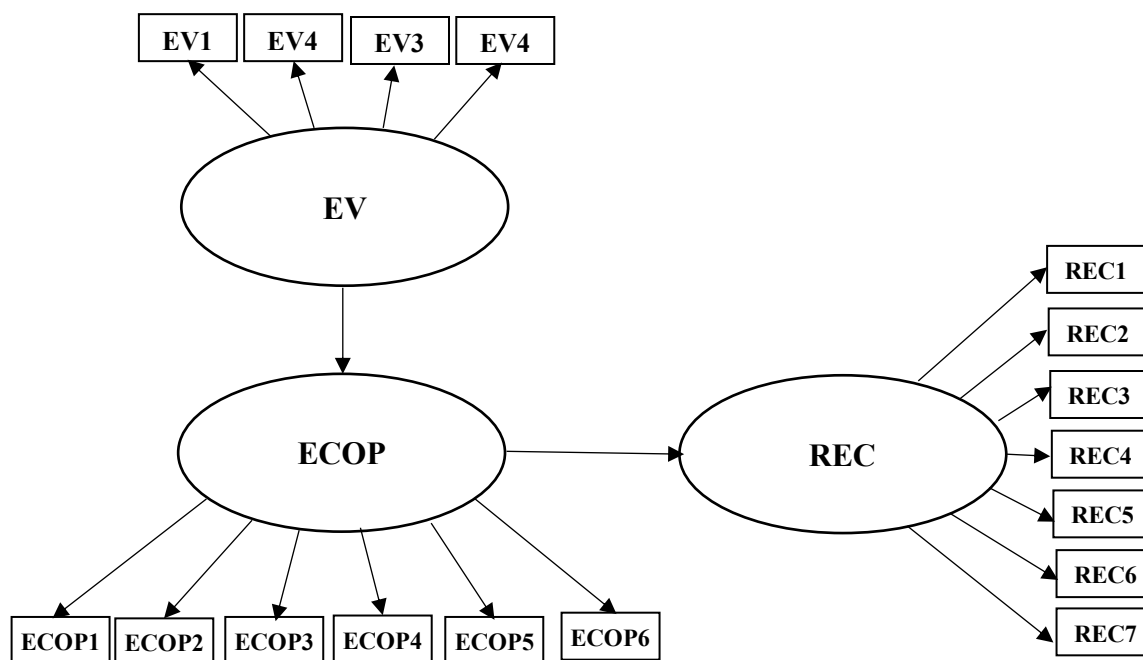 EV1
EV4
EV3
EV4
EV
REC1
REC2
REC3
REC4
REC5
REC6
REC7
ECOP
REC
ECOP1
ECOP2
ECOP3
ECOP4
ECOP5
ECOP6